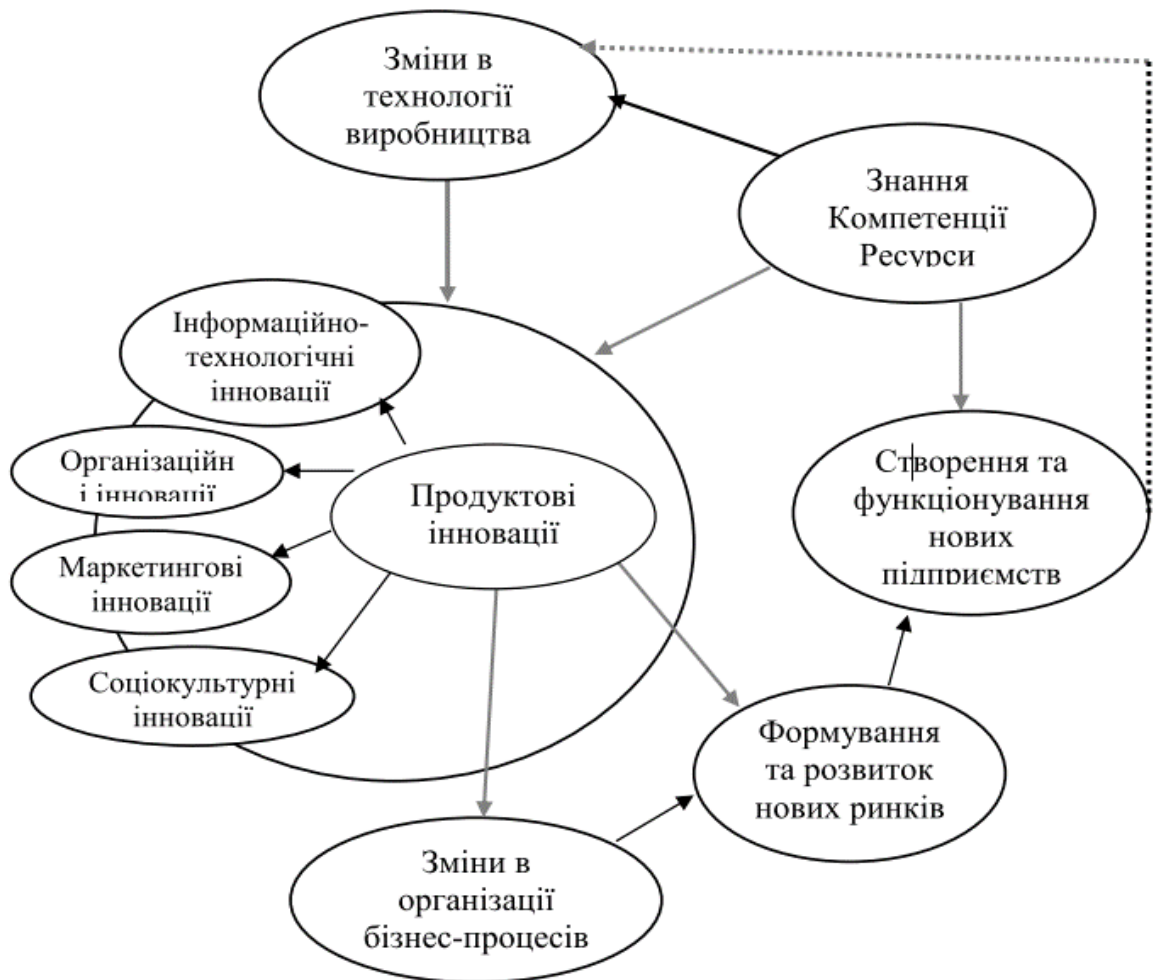 Зміни в
технології
виробництва
Знання
Компетенції
Ресурси
Інформаційно-
технологічні
інновації
Організаційн
і інновації
Продуктові
інновації
Створення та
функціонування
нових
підприємств
Маркетингові
інновації
Соціокультурні
інновації
Формування
та розвиток
нових ринків
Зміни в
організації
бізнес-процесів